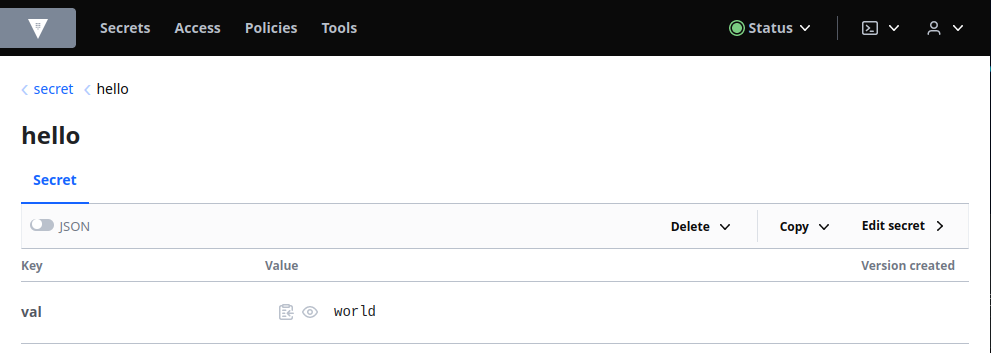 Secrets Access Policies Tools Status
secret hello
hello
Secret
JSON Delete Copy Edit secret
Key Value Version created
val world